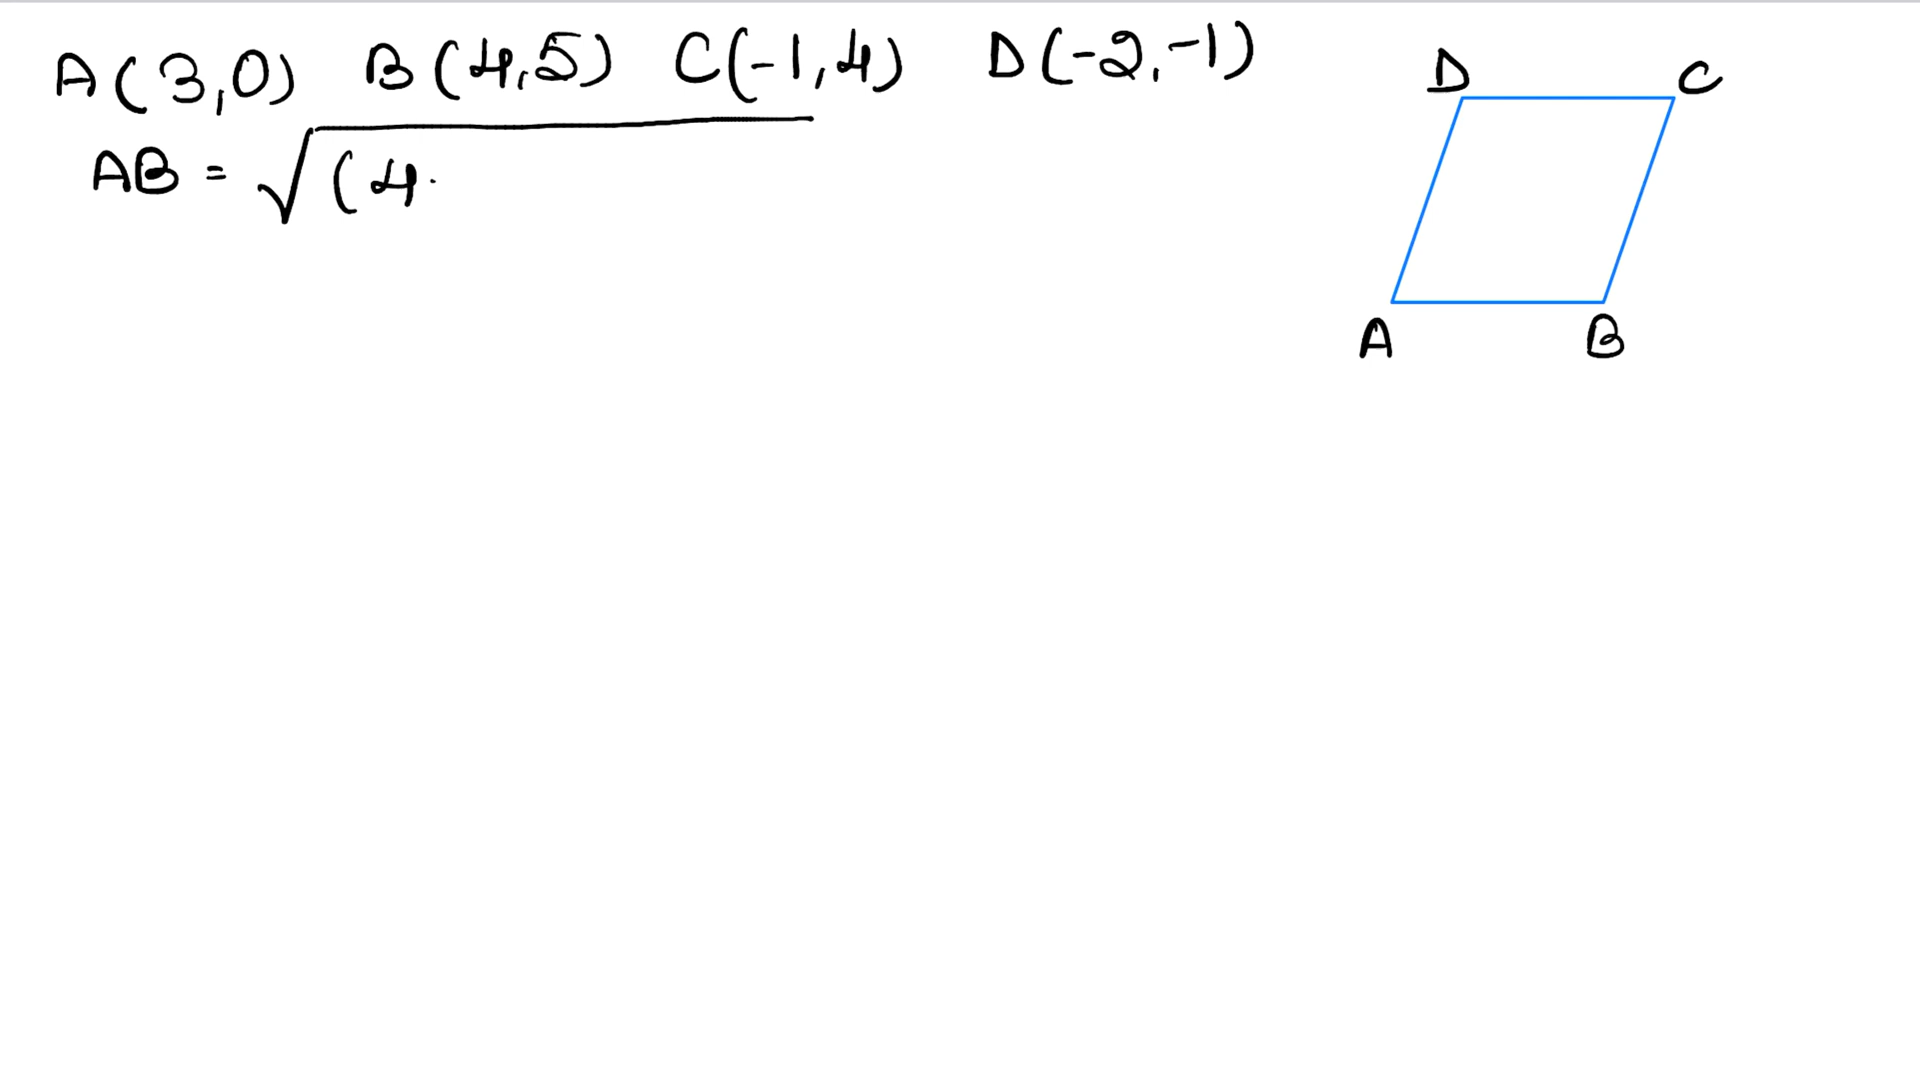 A(3,0) B(4,5) C(-1,4) D(-2,-1)
AB = √(4-
D C
A B